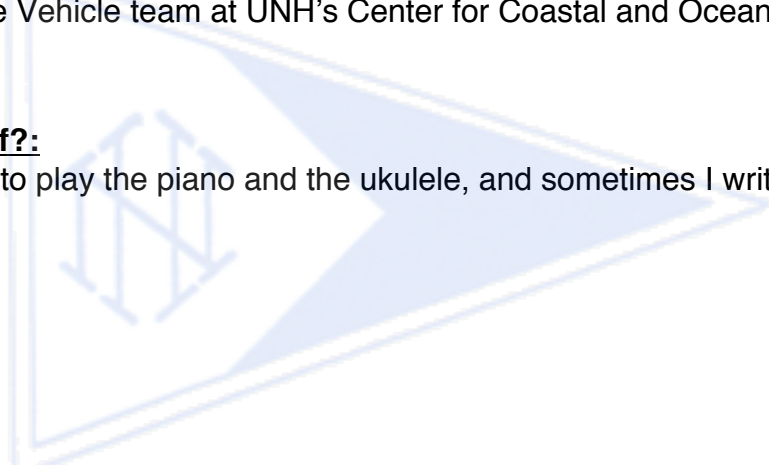 Vehicle team at UNH's Center for Coastal and Ocean
f?:
to play the piano and the ukulele, and sometimes I writ